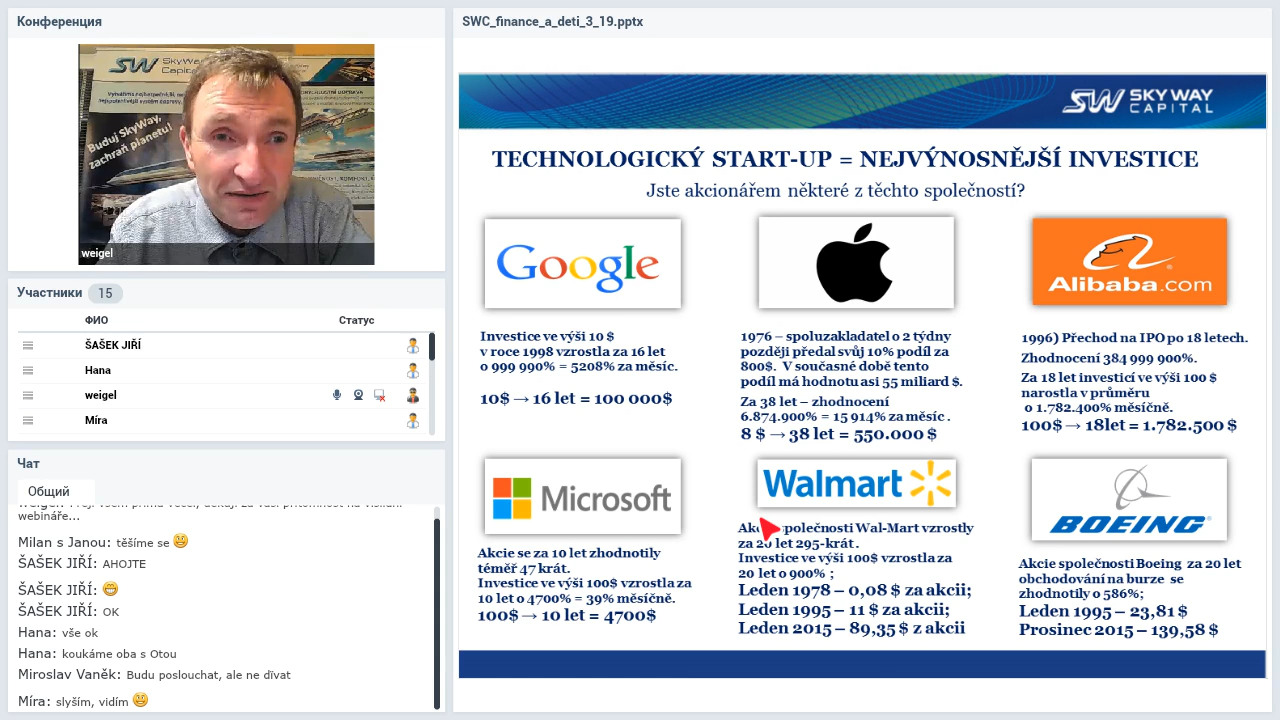 Конференция
SW SkyWay
Capital
Buduj SkyWay,
zachraň planetu!
weigel
Участники 15
ФИО Статус
ŠAŠEK JIŘÍ
Hana
weigel
Míra
Чат
Общий
webináře...
Milan s Janou: těšíme se
ŠAŠEK JIŘÍ: AHOJTE
ŠAŠEK JIŘÍ:
ŠAŠEK JIŘÍ: OK
Hana: vše ok
Hana: koukáme oba s Otou
Miroslav Vaněk: Budu poslouchat, ale ne dïvat
Míra: slyším, vidím
SWC_finance_a_deti_3_19.pptx
SW SKY WAY
CAPITAL
TECHNOLOGICKÝ START-UP = NEJVÝNOSNĚJŠÍ INVESTICE
Jste akcionářem některé z těchto společností?
Google
Investice ve výši 10 $
v roce 1998 vzrostla za 16 let
o 999 990% = 5208% za měsíc.
10$ → 16 let = 100 000$
1976 – spoluzakladatel o 2 týdny
později předal svůj 10% podíl za
800$. V současné době tento
podíl má hodnotu asi 55 miliard $.
Za 38 let – zhodnocení
6.874.900% = 15 914% za měsíc .
8 $ → 38 let = 550.000 $
Alibaba.com
1996) Přechod na IPO po 18 letech.
Zhodnocení 384 999 900%.
Za 18 let investicí ve výši 100 $
narostla v průměru
o 1.782.400% měsíčně.
100$ → 18let = 1.782.500 $
Microsoft
Akcie se za 10 let zhodnotily
téměř 47 krát.
Investice ve výši 100$ vzrostla za
10 let o 4700% = 39% měsíčně.
100$ → 10 let = 4700$
Walmart
společnosti Wal-Mart vzrostly
za 20 let 295-krát .
Investice ve výši 100$ vzrostla za
20 let o 900% ;
Leden 1978 – 0,08 $ za akcii;
Leden 1995 – 11 $ za akcii;
Leden 2015 – 89,35 $ z akcii
BOEING
Akcie společnosti Boeing za 20 let
obchodování na burze se
zhodnotily o 586%;
Leden 1995 – 23,81 $
Prosinec 2015 – 139,58 $